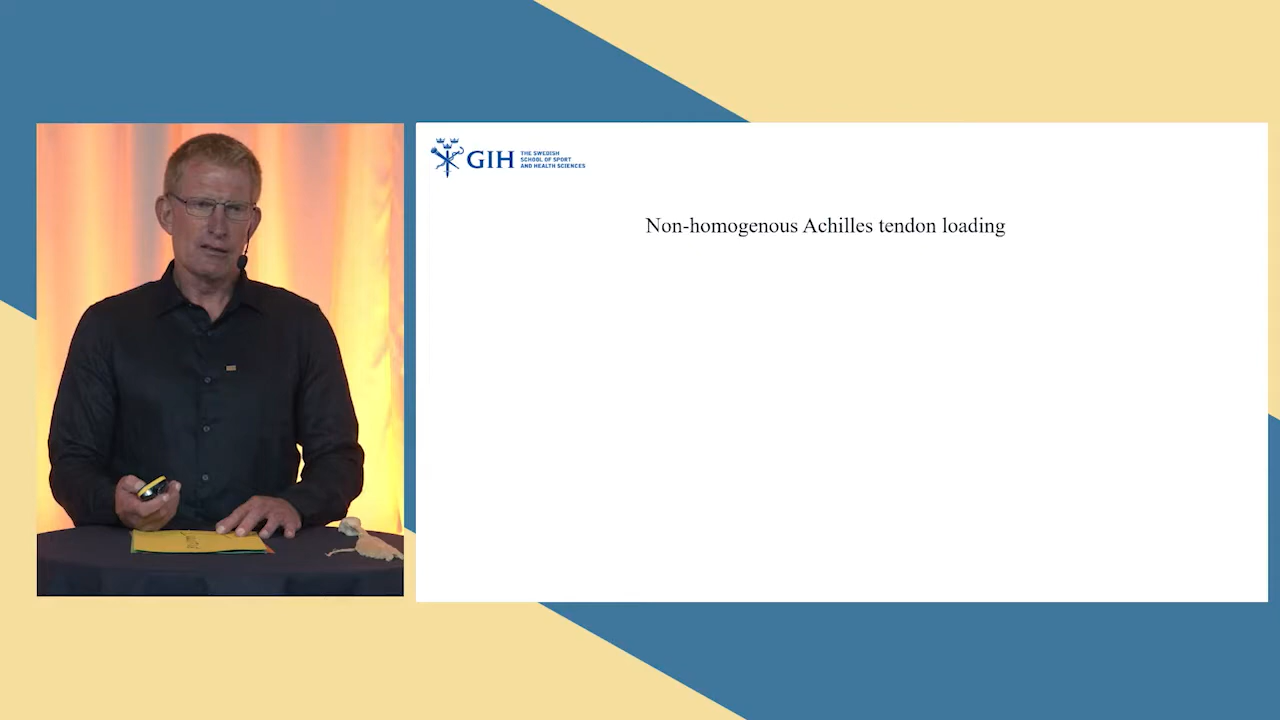 GIH
THE SWEDISH
SCHOOL OF SPORT
AND HEALTH SCIENCES
Non-homogenous Achilles tendon loading